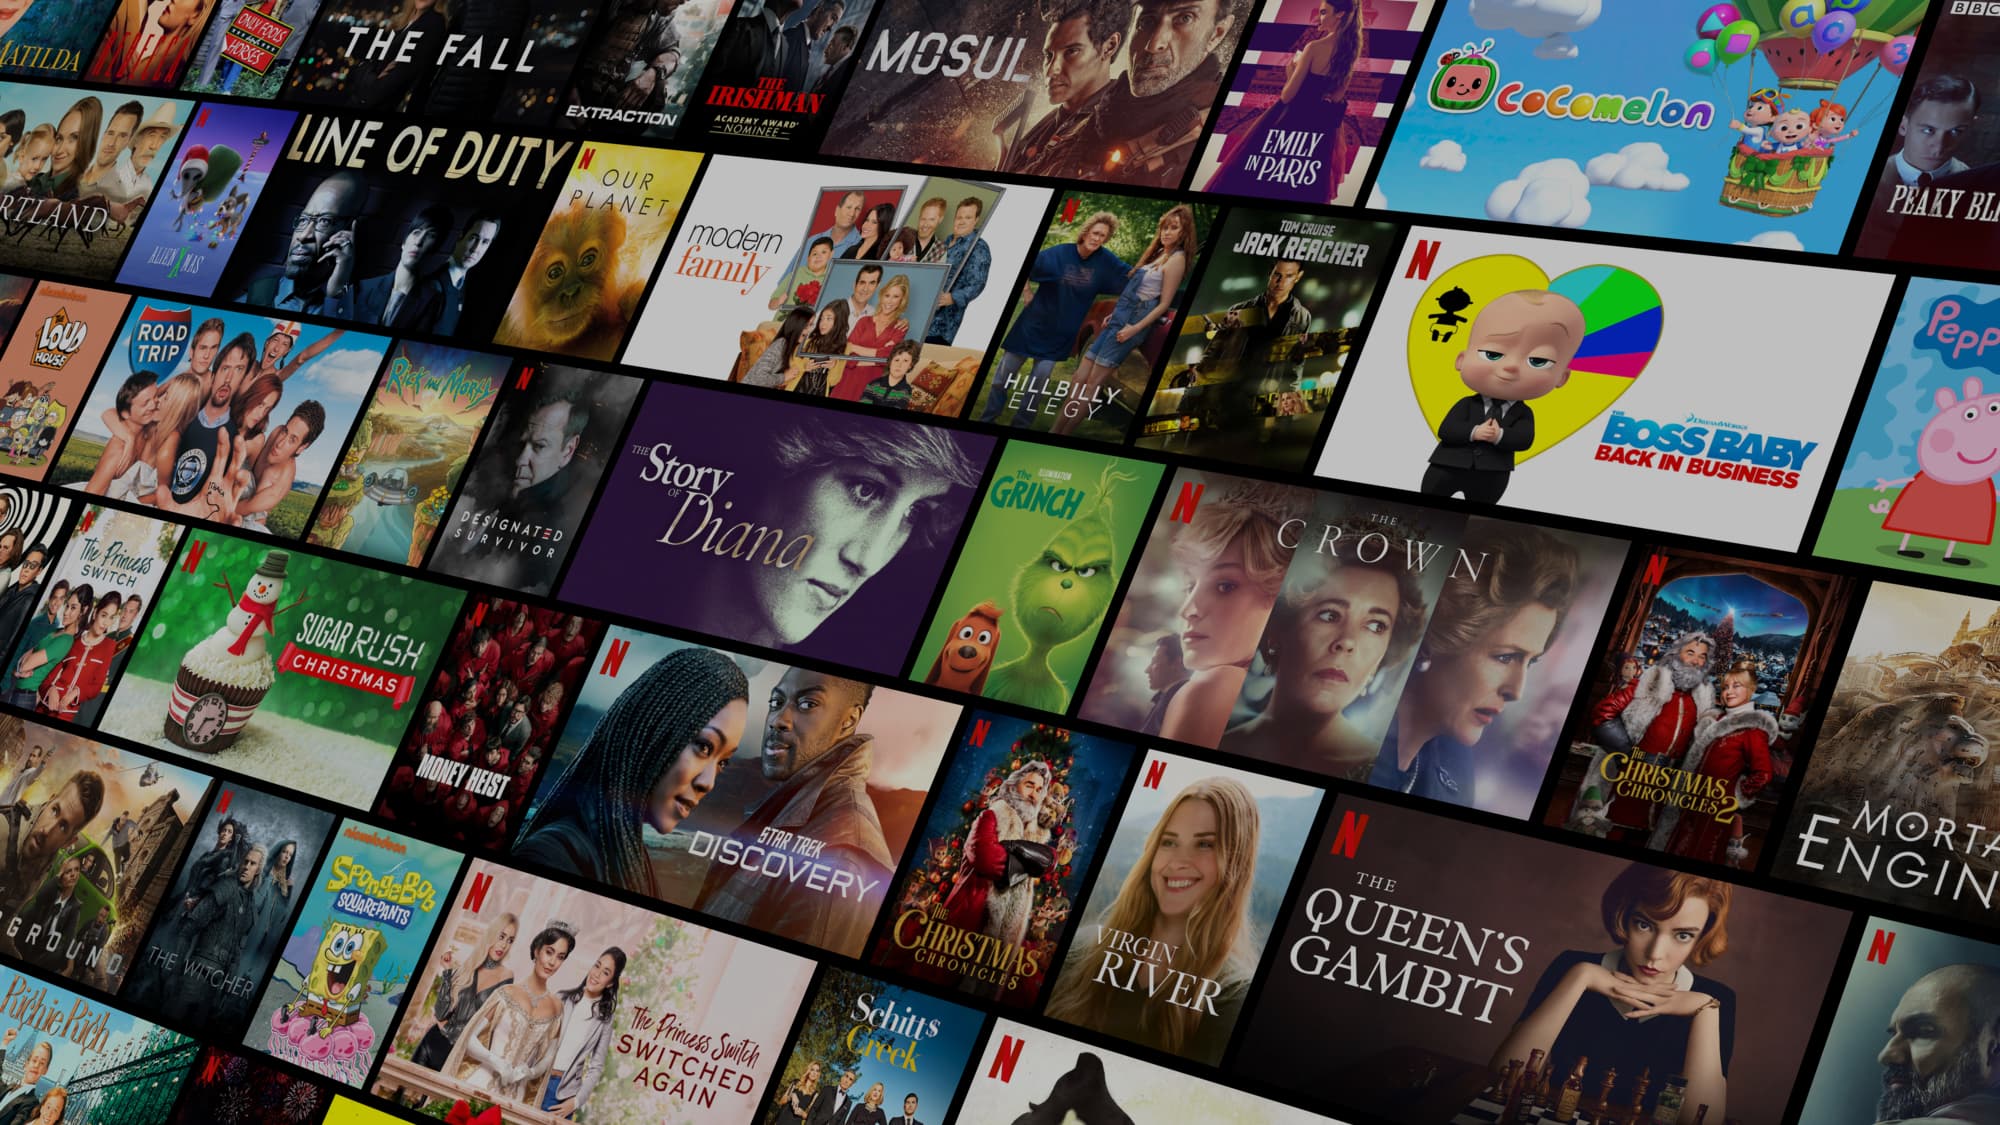 MATILDA
ONLY FOOLS
AND
HORSES
THE FALL
EXTRACTION
THE
IRISHMAN
ACADEMY AWARD®
NOMINEE
MOSUL
EMILY
IN PARIS
CoComelon
a
b
c
3
BBC
PEAKY BLI
RTLAND
N
ALIEN XMAS
LINE OF DUTY
N
OUR
PLANET
modern
family
N
HILLBILLY
ELEGY
TOM CRUISE
JACK REACHER
N
THE
DREAMWORKS
BOSS BABY
BACK IN BUSINESS
Pepp
nickelodeon
THE
LOUD
HOUSE
ROAD
TRIP
Rick and Morty
N
DESIGNATED
SURVIVOR
THE
Story
OF
Diana
ILLUMINATION
The
GRINCH
N
THE
CROWN
N
THE
CHRISTMAS
CHRONICLES 2
MORTA
ENGIN
N
The Princess
SWITCH
N
SUGAR RUSH
CHRISTMAS
N
MONEY HEIST
N
STAR TREK
DISCOVERY
N
THE
CHRISTMAS
CHRONICLES
N
VIRGIN
RIVER
N
THE
QUEEN'S
GAMBIT
N
GROUND
N
THE WITCHER
nickelodeon
SpongeBob
SQUAREPANTS
N
The Princess Switch
SWITCHED
AGAIN
Schitt$
Creek
N
Richie Rich
N